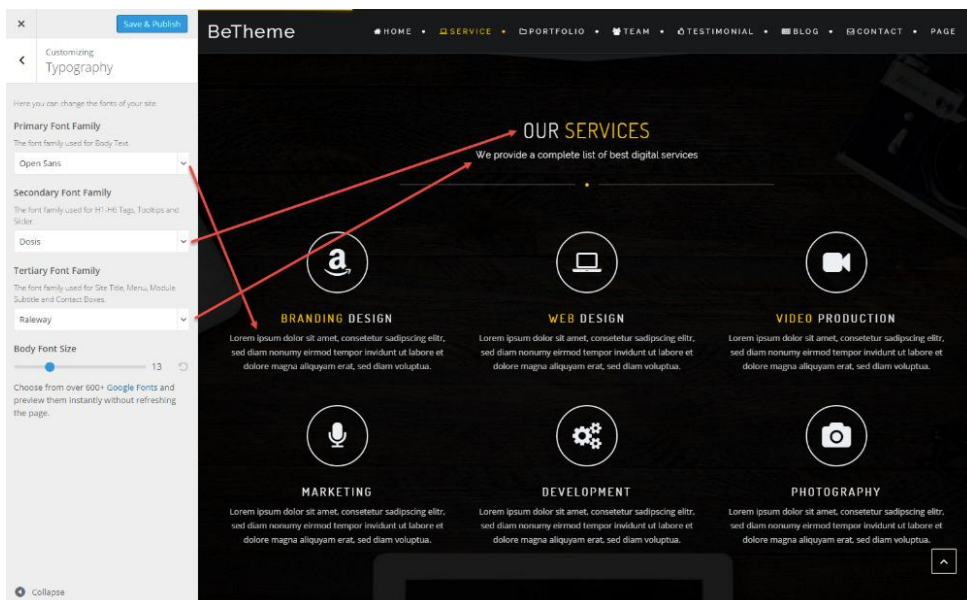 Save & Publish
Customizing
Typography
Here you can change the fonts of your site.
Primary Font Family
The font family used for Body Text.
Open Sans
Secondary Font Family
The font family used for H1-H6 Tags, Tooltips and
Slider.
Dosis
Tertiary Font Family
The font family used for Site Title, Menu, Module
Subtitle and Contact Boxes.
Raleway
Body Font Size
13
Choose from over 600+ Google Fonts and
preview them instantly without refreshing
the page.
Collapse
BeTheme
HOME • SERVICE • PORTFOLIO • TEAM • TESTIMONIAL • BLOG • CONTACT • PAGE
OUR SERVICES
We provide a complete list of best digital services
BRANDING DESIGN
Lorem ipsum dolor sit amet, consetetur sadipscing elitr,
sed diam nonumy eirmod tempor invidunt ut labore et
dolore magna aliquyam erat, sed diam voluptua.
WEB DESIGN
Lorem ipsum dolor sit amet, consetetur sadipscing elitr,
sed diam nonumy eirmod tempor invidunt ut labore et
dolore magna aliquyam erat, sed diam voluptua.
VIDEO PRODUCTION
Lorem ipsum dolor sit amet, consetetur sadipscing elitr,
sed diam nonumy eirmod tempor invidunt ut labore et
dolore magna aliquyam erat, sed diam voluptua.
MARKETING
Lorem ipsum dolor sit amet, consetetur sadipscing elitr,
sed diam nonumy eirmod tempor invidunt ut labore et
dolore magna aliquyam erat, sed diam voluptua.
DEVELOPMENT
Lorem ipsum dolor sit amet, consetetur sadipscing elitr,
sed diam nonumy eirmod tempor invidunt ut labore et
dolore magna aliquyam erat, sed diam voluptua.
PHOTOGRAPHY
Lorem ipsum dolor sit amet, consetetur sadipscing elitr,
sed diam nonumy eirmod tempor invidunt ut labore et
dolore magna aliquyam erat, sed diam voluptua.